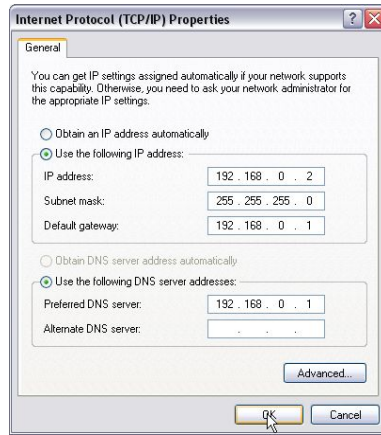 Internet Protocol (TCP/IP) Properties
General
You can get IP settings assigned automatically if your network supports
this capability. Otherwise, you need to ask your network administrator for
the appropriate IP settings.
Obtain an IP address automatically
Use the following IP address:
IP address: 192 . 168 . 0 . 2
Subnet mask: 255 . 255 . 255 . 0
Default gateway: 192 . 168 . 0 . 1
Obtain DNS server address automatically
Use the following DNS server addresses:
Preferred DNS server: 192 . 168 . 0 . 1
Alternate DNS server: . . .
Advanced...
OK Cancel